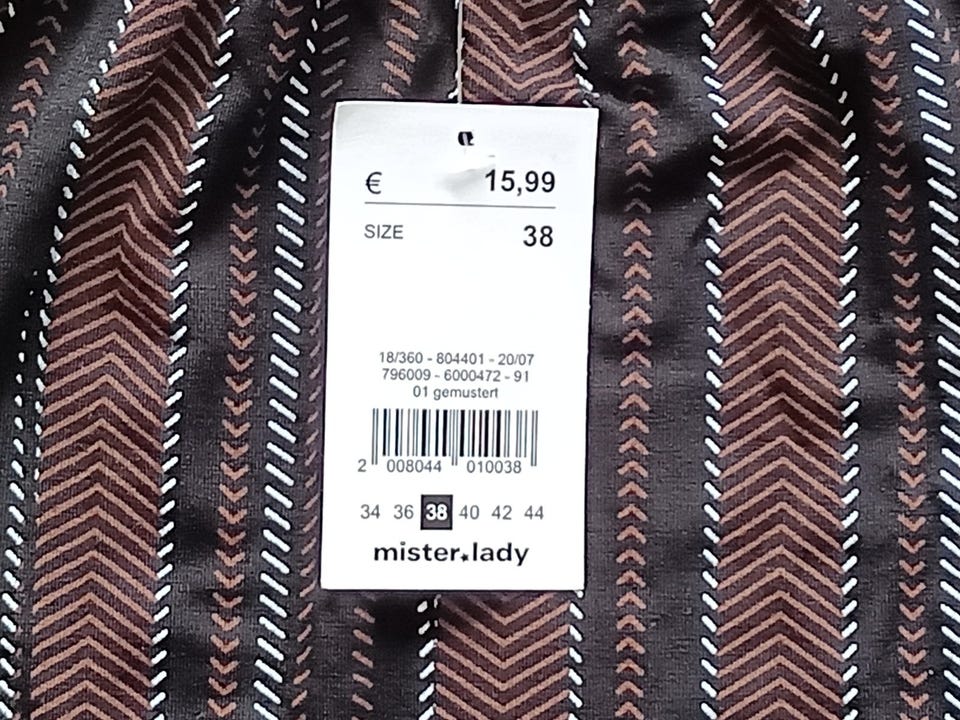 € 15,99
SIZE 38
18/360 - 804401 - 20/07
796009 - 6000472 - 91
01 gemustert
2 008044 010038
34 36 38 40 42 44
mister*lady